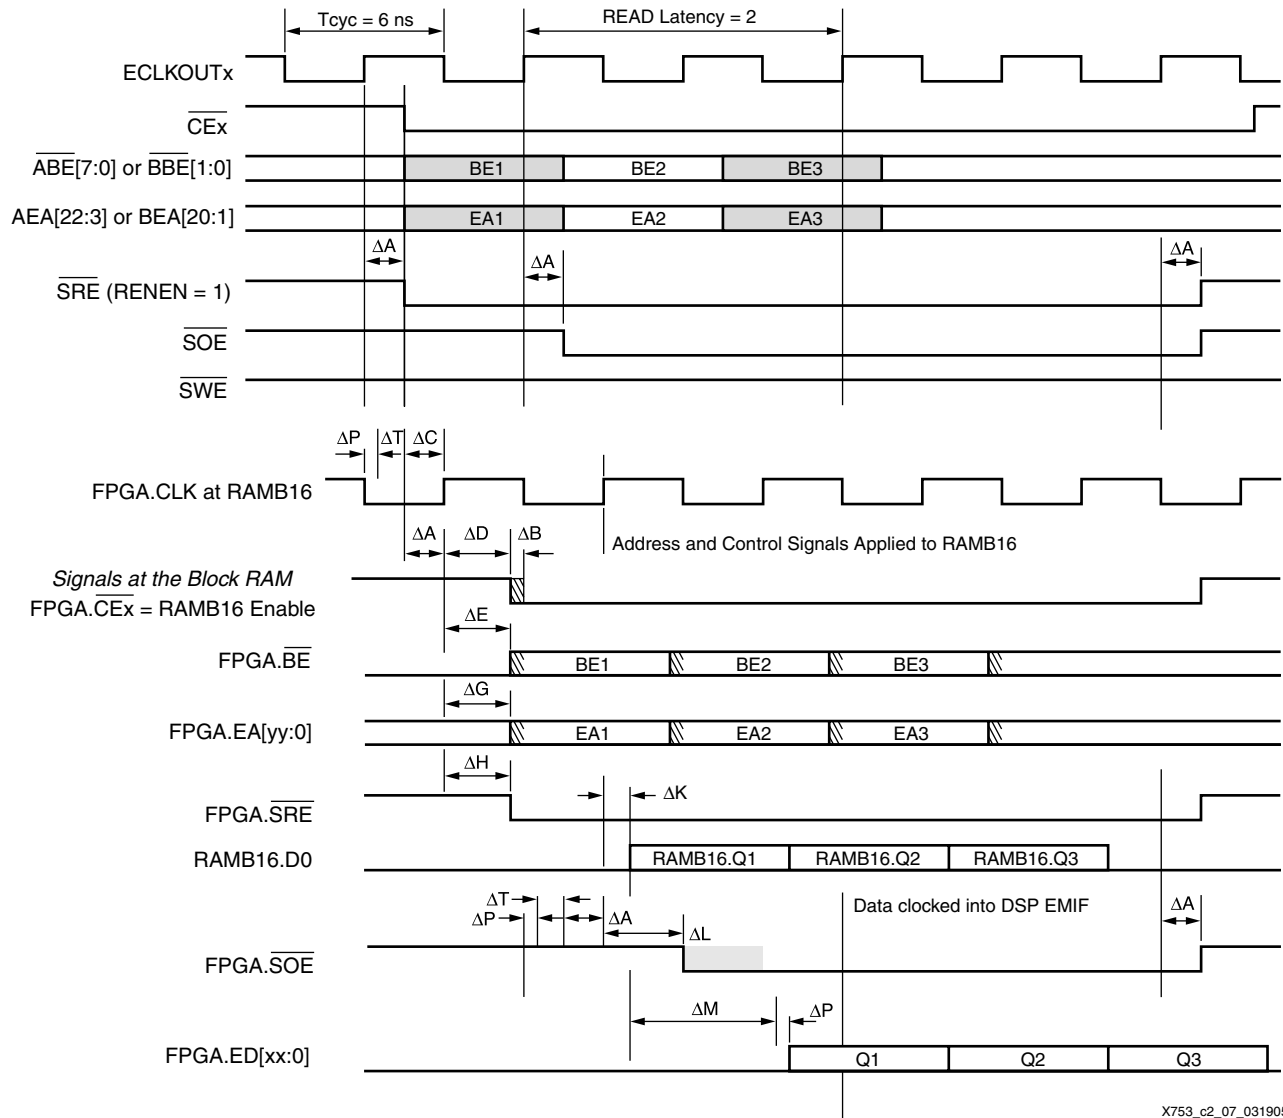 Tcyc = 6 ns
READ Latency = 2
ECLKOUTx
CEx
ABE[7:0] or BBE[1:0]
BE1 BE2 BE3
AEA[22:3] or BEA[20:1]
EA1 EA2 EA3
ΔA ΔA ΔA
SRE (RENEN = 1)
SOE
SWE
ΔP ΔT ΔC
FPGA.CLK at RAMB16
ΔA ΔD ΔB
Address and Control Signals Applied to RAMB16
Signals at the Block RAM
FPGA.CEx = RAMB16 Enable
ΔE
FPGA.BE
BE1 BE2 BE3
ΔG
FPGA.EA[yy:0]
EA1 EA2 EA3
ΔH
ΔK
FPGA.SRE
RAMB16.D0
RAMB16.Q1 RAMB16.Q2 RAMB16.Q3
ΔT
Data clocked into DSP EMIF
ΔP ΔA ΔA
ΔL
FPGA.SOE
ΔM ΔP
FPGA.ED[xx:0]
Q1 Q2 Q3